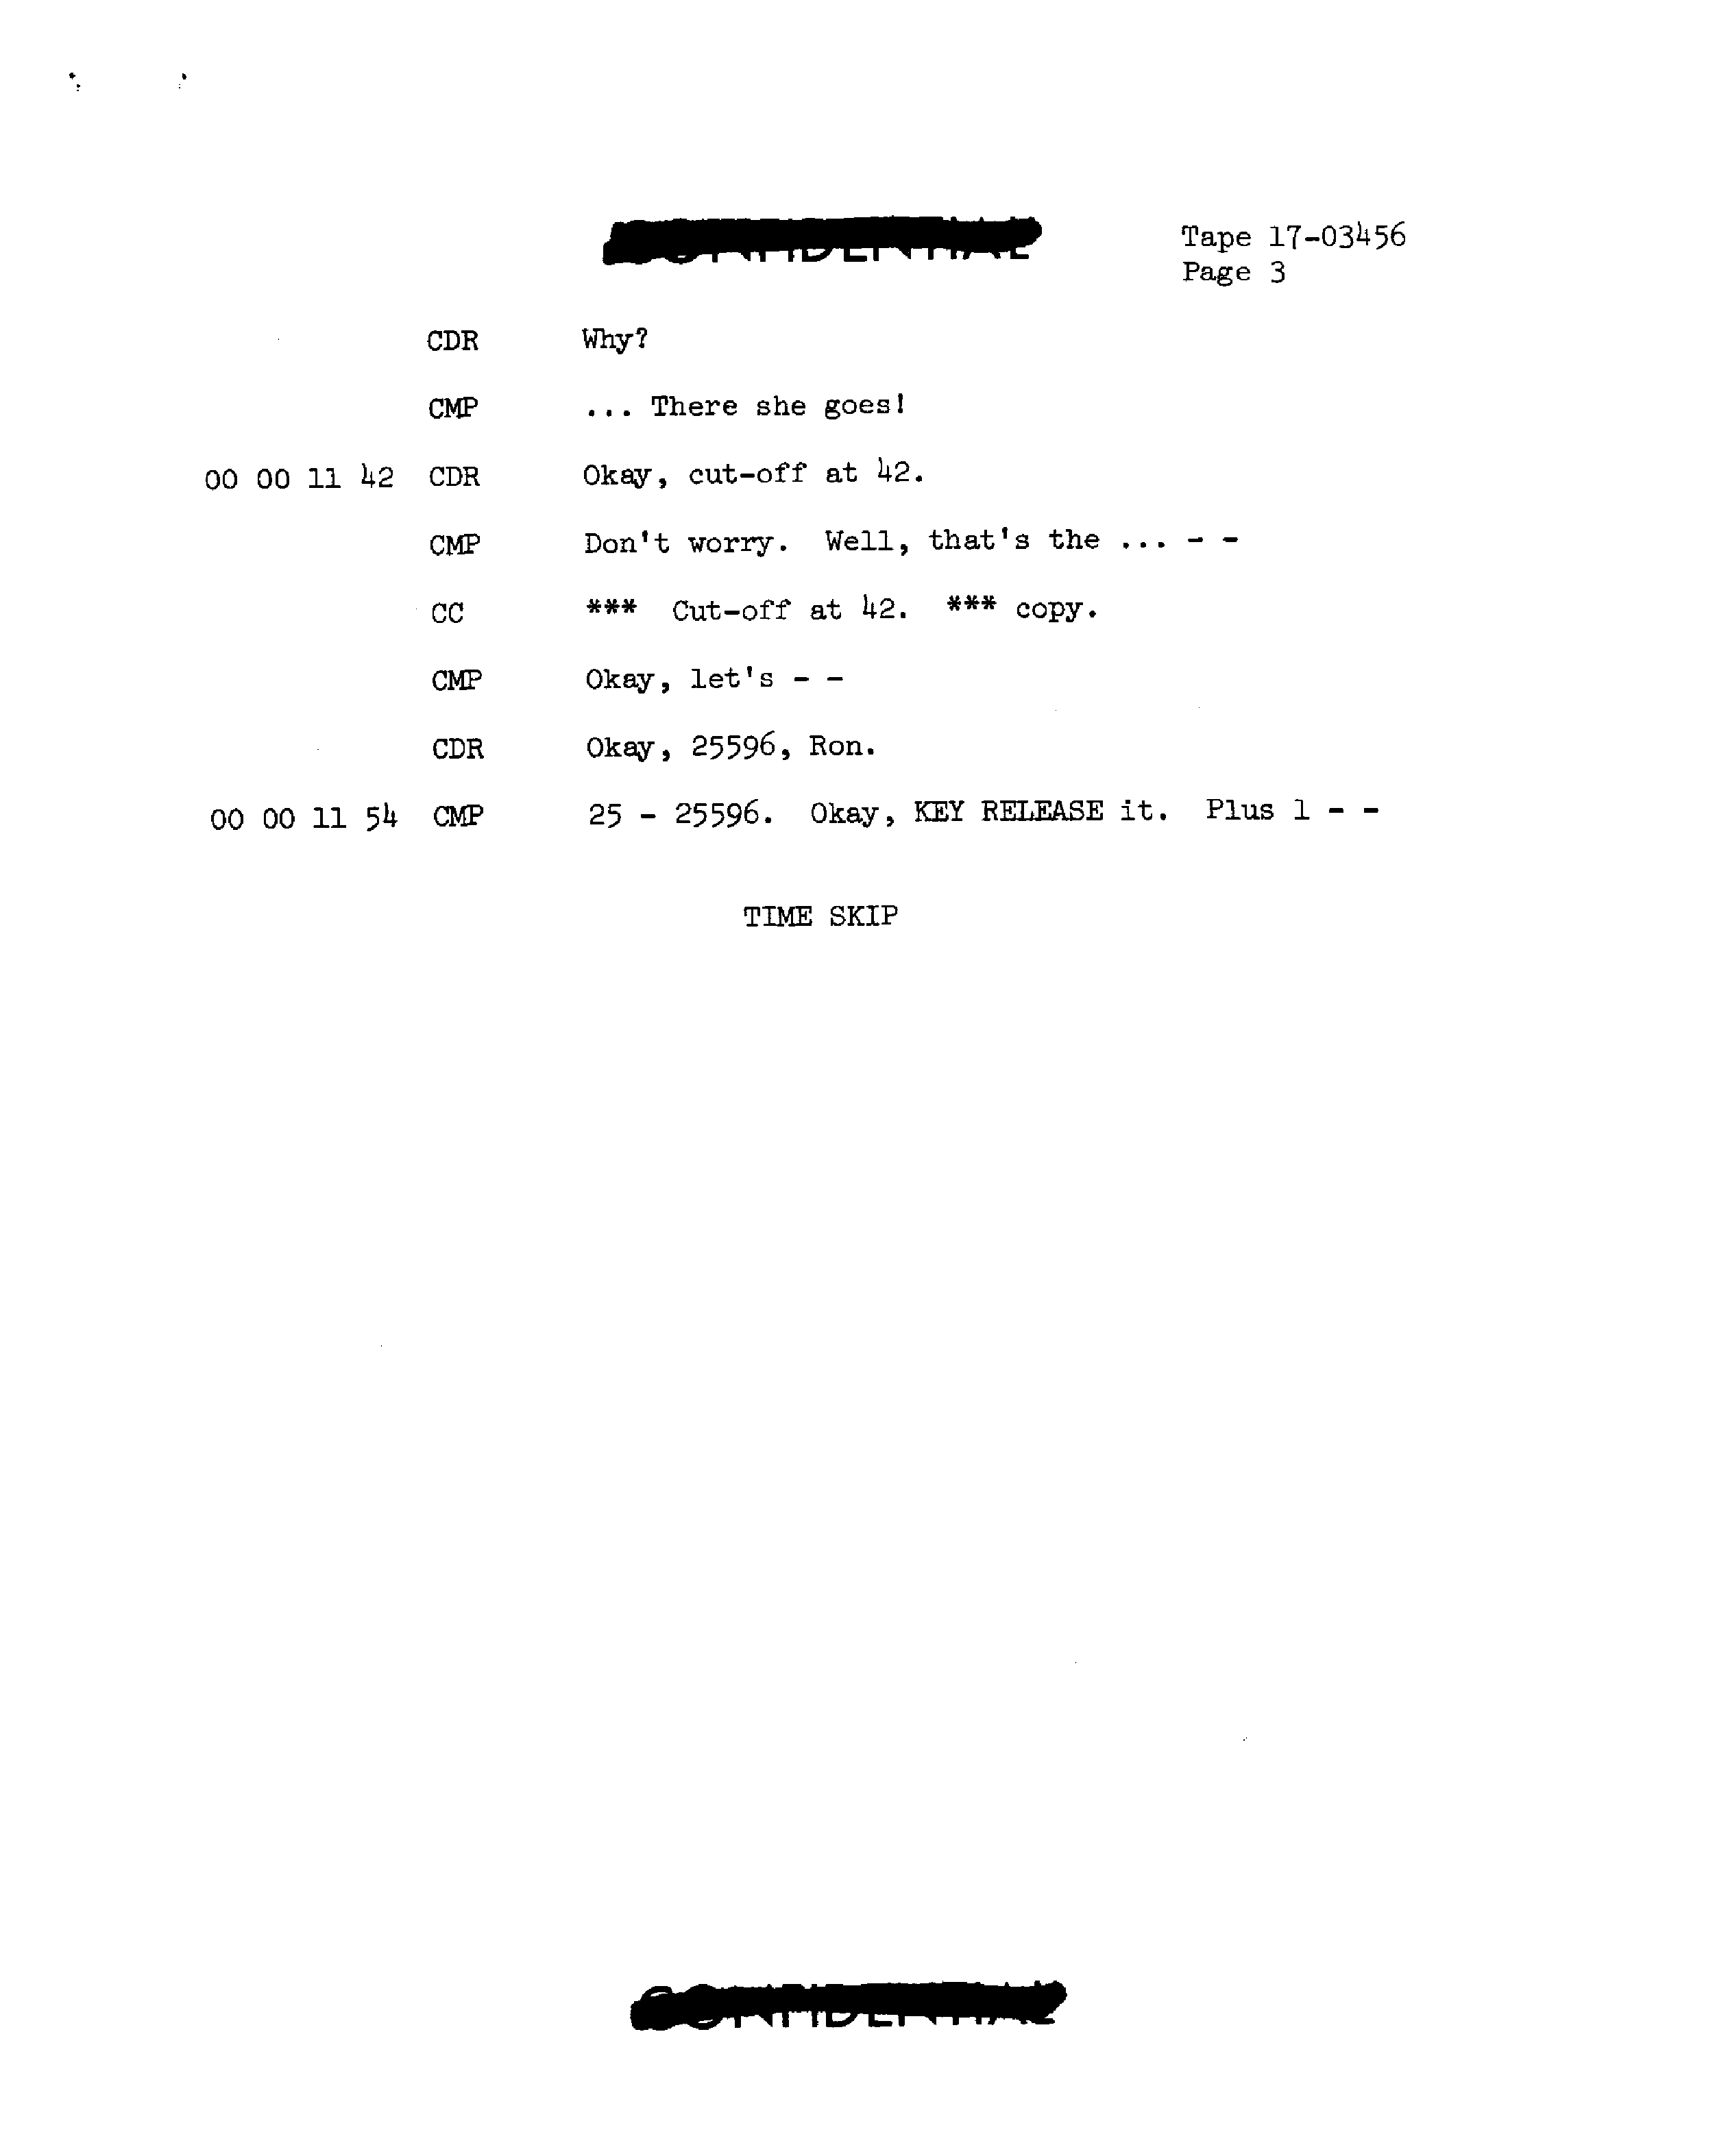 Tape 17-03456
Page 3
CDR Why?
CMP ... There she goes!
00 00 11 42 CDR Okay, cut-off at 42.
CMP Don't worry. Well, that's the ... - -
CC *** Cut-off at 42. *** copy.
CMP Okay, let's - -
CDR Okay, 25596, Ron.
00 00 11 54 CMP 25 - 25596. Okay, KEY RELEASE it. Plus 1 - -
TIME SKIP